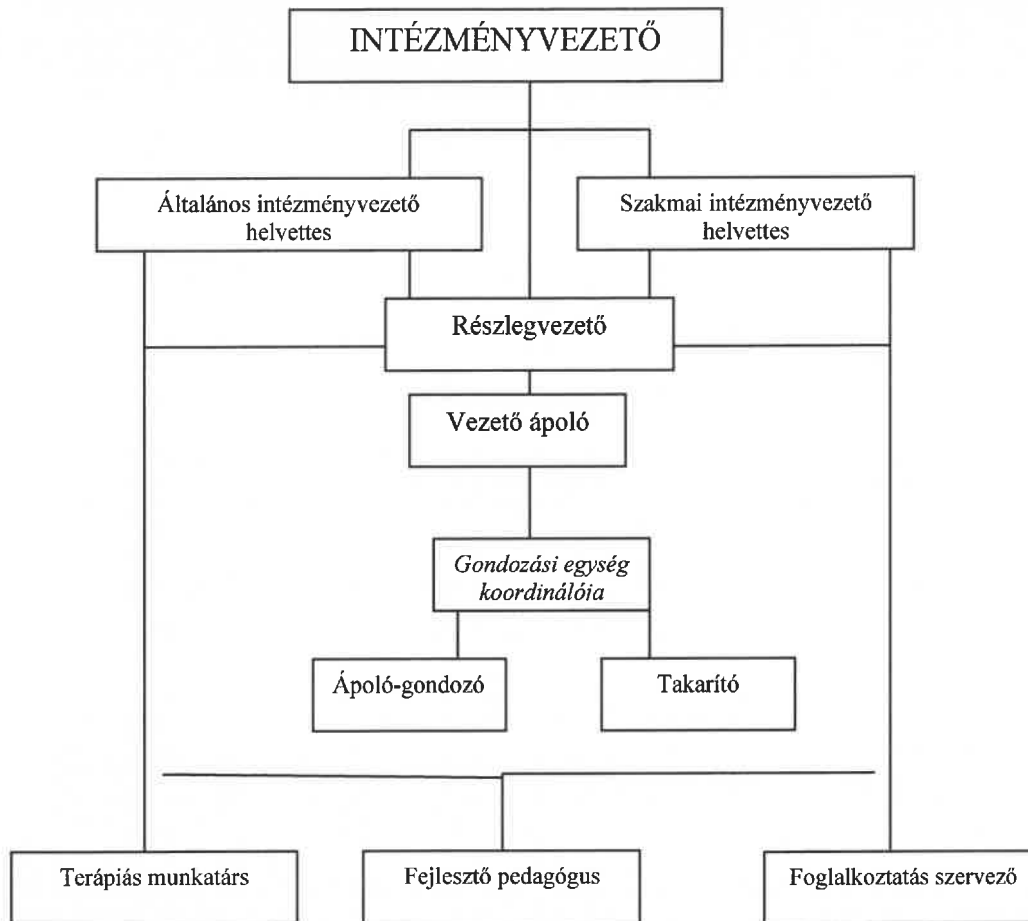 INTÉZMÉNYVEZETŐ
Általános intézményvezető
helvettes
Szakmai intézményvezető
helvettes
Részlegvezető
Vezető ápoló
Gondozási egység
koordinálója
Ápoló-gondozó
Takarító
Terápiás munkatárs
Fejlesztő pedagógus
Foglalkoztatás szervező